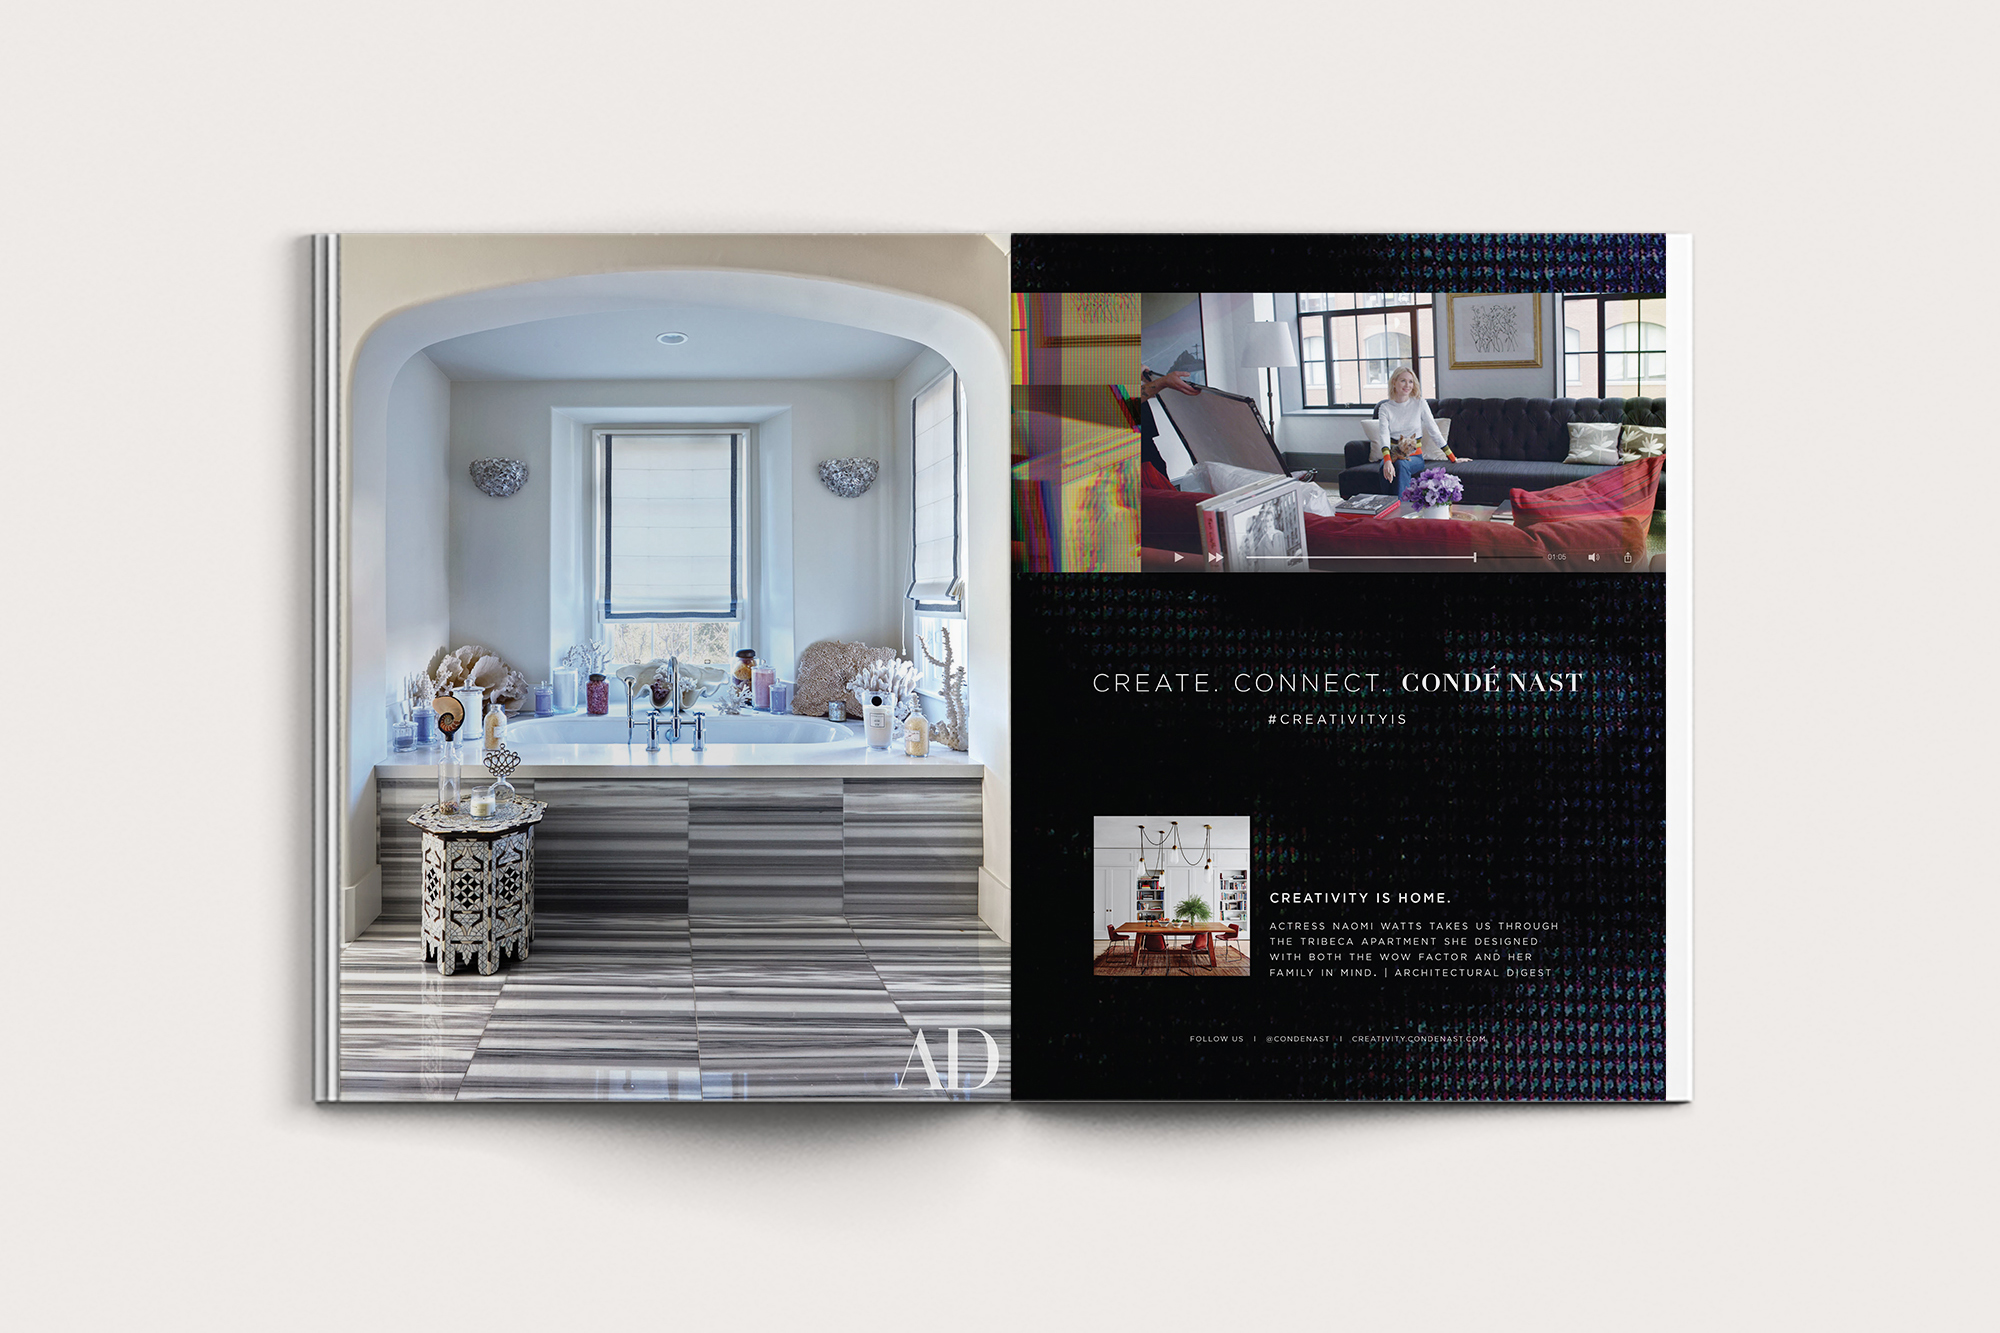 AD
01:05
CREATE. CONNECT. CONDÉ NAST
#CREATIVITYIS
CREATIVITY IS HOME.
ACTRESS NAOMI WATTS TAKES US THROUGH
THE TRIBECA APARTMENT SHE DESIGNED
WITH BOTH THE WOW FACTOR AND HER
FAMILY IN MIND. | ARCHITECTURAL DIGEST
FOLLOW US | @CONDENAST | CREATIVITY.CONDENAST.COM